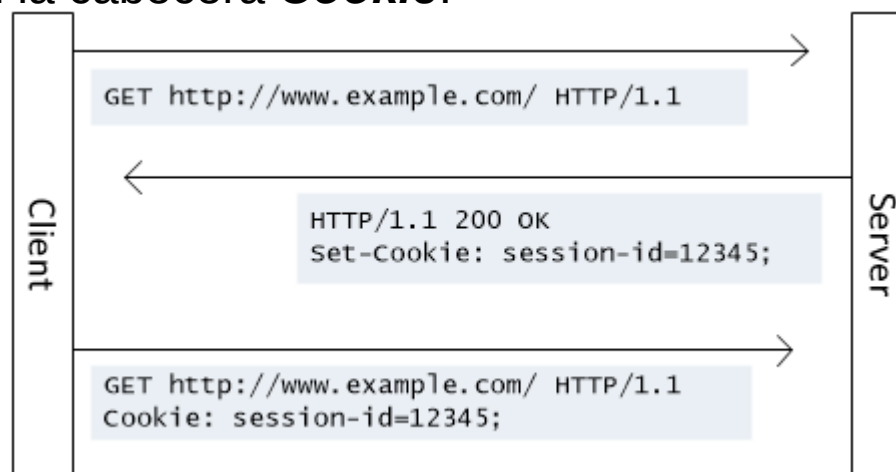 la cabecera Cookie.
GET http://www.example.com/ HTTP/1.1
HTTP/1.1 200 OK
Set-Cookie: session-id=12345;
Client
Server
GET http://www.example.com/ HTTP/1.1
Cookie: session-id=12345;